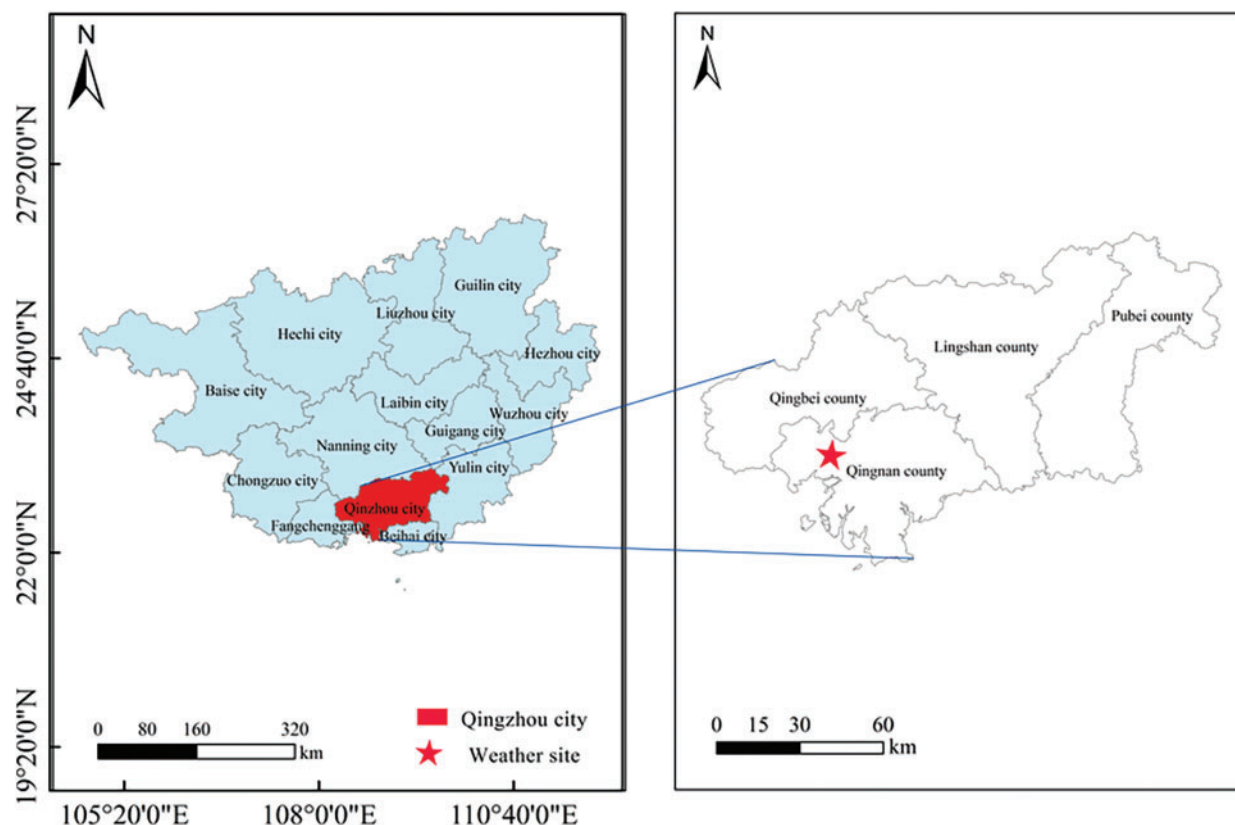 N
27°20'0"N
24°40'0"N
22°0'0"N
19°20'0"N
Guilin city
Liuzhou city
Hechi city
Hezhou city
Baise city
Laibin city
Wuzhou city
Guigang city
Nanning city
Yulin city
Chongzuo city
Qinzhou city
Fangchenggang
Beihai city
0 80 160 320
km
Qingzhou city
Weather site
105°20'0"E 108°0'0"E 110°40'0"E
N
Pubei county
Lingshan county
Qingbei county
Qingnan county
0 15 30 60
km